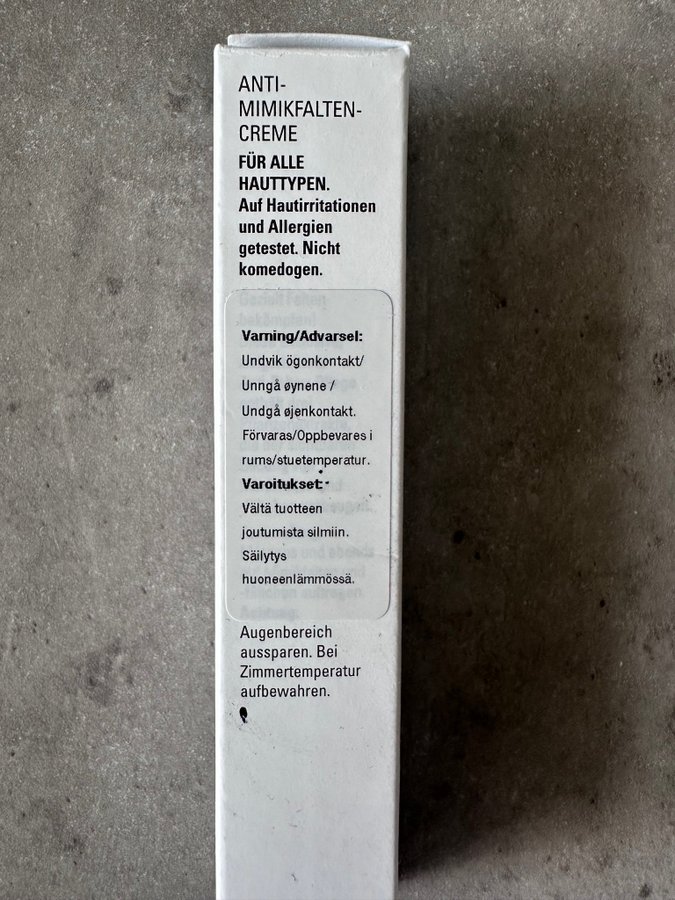 ANTI-
MIMIKFALTEN-
CREME
FÜR ALLE
HAUTTYPEN.
Auf Hautirritationen
und Allergien
getestet. Nicht
komedogen.
Varning/Advarsel:
Undvik ögonkontakt/
Unngå øynene /
Undgå øjenkontakt.
Förvaras/Oppbevares i
rums/stuetemperatur.
Varoitukset:
Vältä tuotteen
joutumista silmiin.
Säilytys
huoneenlämmössä.
Achtung:
Augenbereich
aussparen. Bei
Zimmertemperatur
aufbewahren.